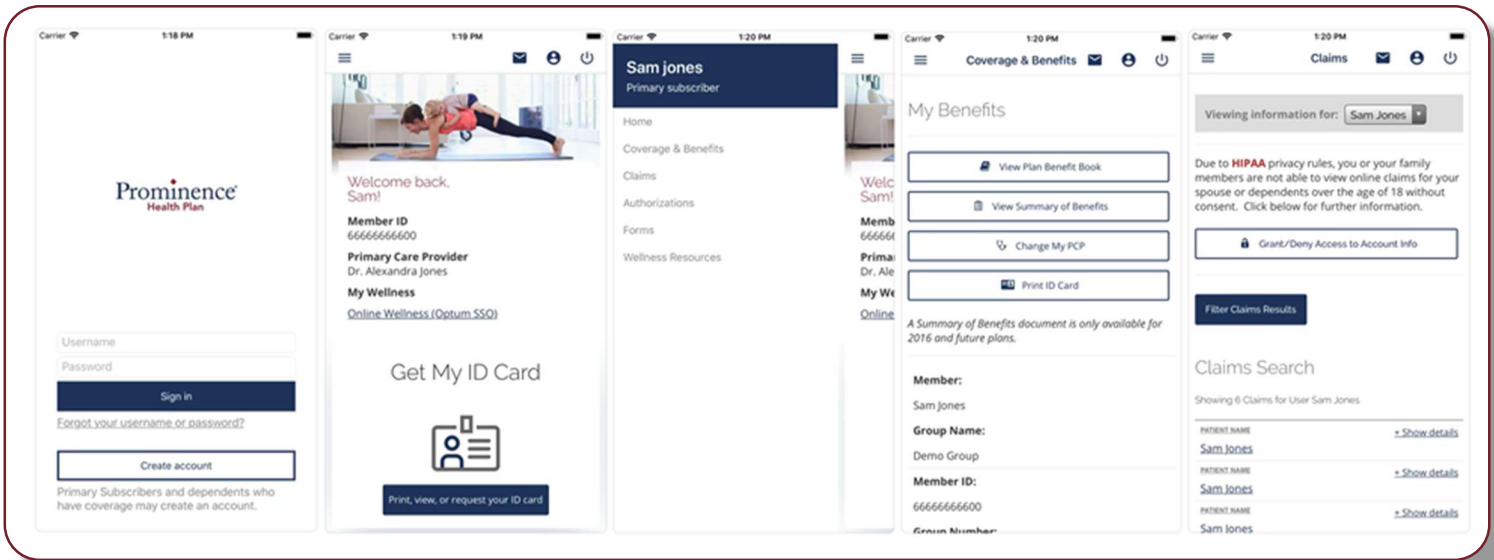 Carrier 1:18 PM
Prominence
Health Plan
Username
Password
Sign in
Forgot your username or password?
Create account
Primary Subscribers and dependents who
have coverage may create an account.
Carrier 1:19 PM
Welcome back,
Sam!
Member ID
66666666600
Primary Care Provider
Dr. Alexandra Jones
My Wellness
Online Wellness (Optum SSO)
Get My ID Card
Print, view, or request your ID card
Carrier 1:20 PM
Sam jones
Primary subscriber
Home
Coverage & Benefits
Claims
Authorizations
Forms
Wellness Resources
Welc
Sam!
Memb
66666
Prima
Dr. Ale
My We
Online
Carrier 1:20 PM
Coverage & Benefits
My Benefits
View Plan Benefit Book
View Summary of Benefits
Change My PCP
Print ID Card
A Summary of Benefits document is only available for
2016 and future plans.
Member:
Sam Jones
Group Name:
Demo Group
Member ID:
66666666600
Group Number:
Carrier 1:20 PM
Claims
Viewing information for: Sam Jones
Due to HIPAA privacy rules, you or your family
members are not able to view online claims for your
spouse or dependents over the age of 18 without
consent. Click below for further information.
Grant/Deny Access to Account Info
Filter Claims Results
Claims Search
Showing 6 Claims for User Sam Jones
PATIENT NAME + Show details
Sam Jones
PATIENT NAME + Show details
Sam Jones
PATIENT NAME + Show details
Sam Jones